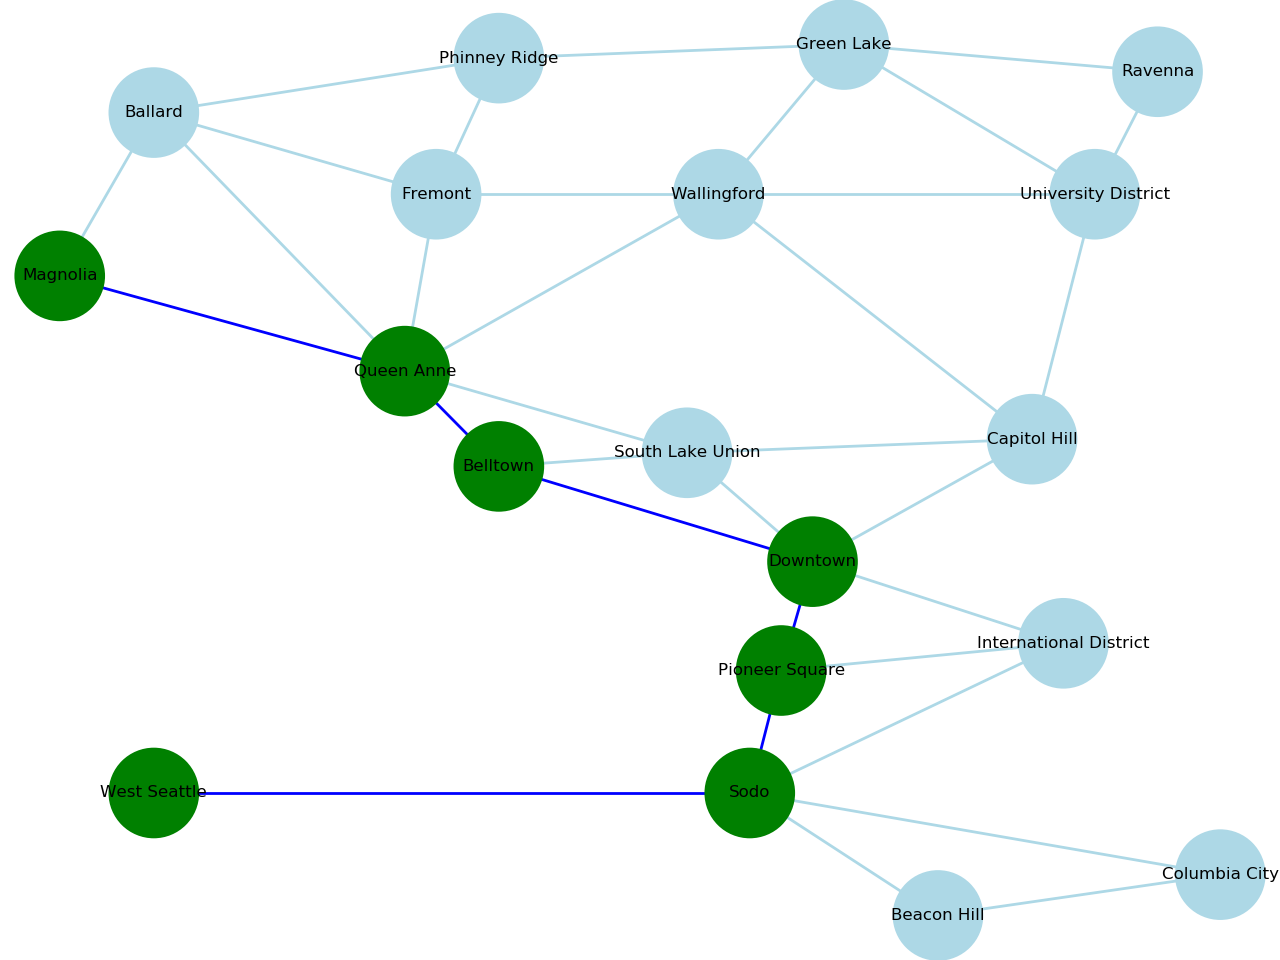 Green Lake
Phinney Ridge
Ravenna
Ballard
Fremont
Wallingford
University District
Magnolia
Queen Anne
Capitol Hill
South Lake Union
Belltown
Downtown
International District
Pioneer Square
West Seattle
Sodo
Columbia City
Beacon Hill